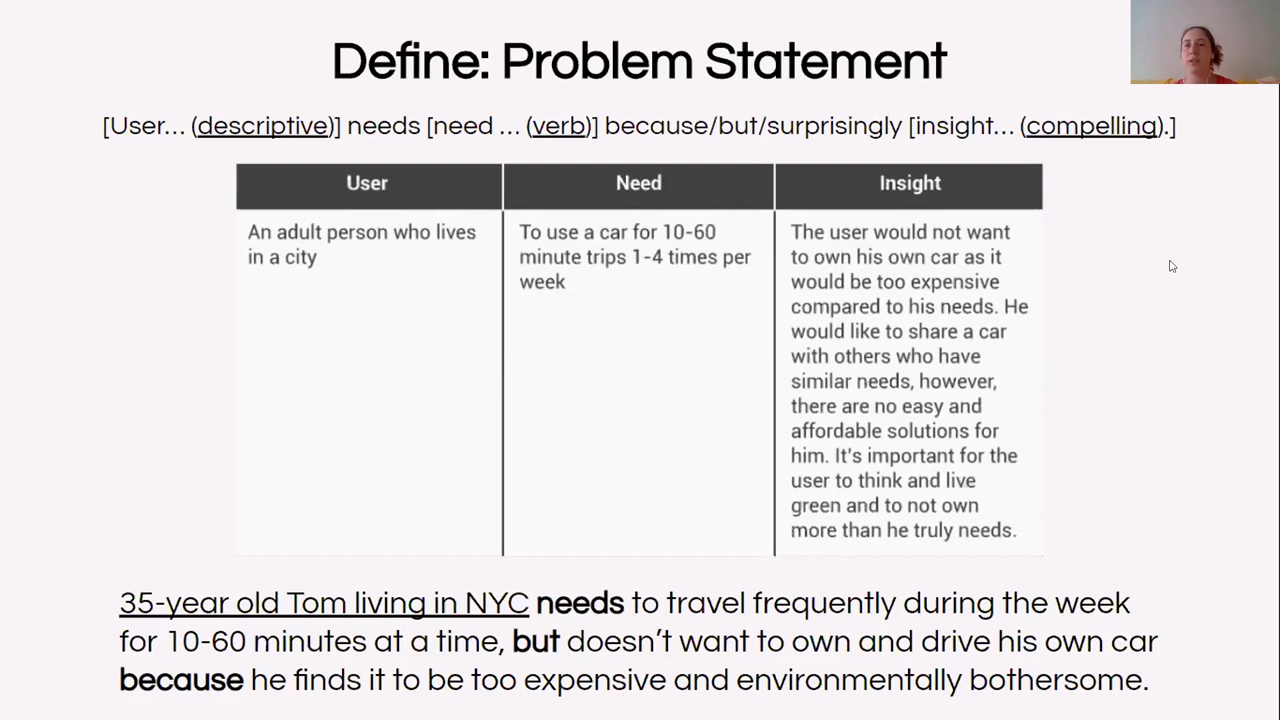 Define: Problem Statement
[User... (descriptive)] needs [need ... (verb)] because/but/surprisingly [insight... (compelling).]
User
Need
Insight
An adult person who lives
in a city
To use a car for 10-60
minute trips 1-4 times per
week
The user would not want
to own his own car as it
would be too expensive
compared to his needs. He
would like to share a car
with others who have
similar needs, however,
there are no easy and
affordable solutions for
him. It's important for the
user to think and live
green and to not own
more than he truly needs.
35-year old Tom living in NYC needs to travel frequently during the week
for 10-60 minutes at a time, but doesn't want to own and drive his own car
because he finds it to be too expensive and environmentally bothersome.